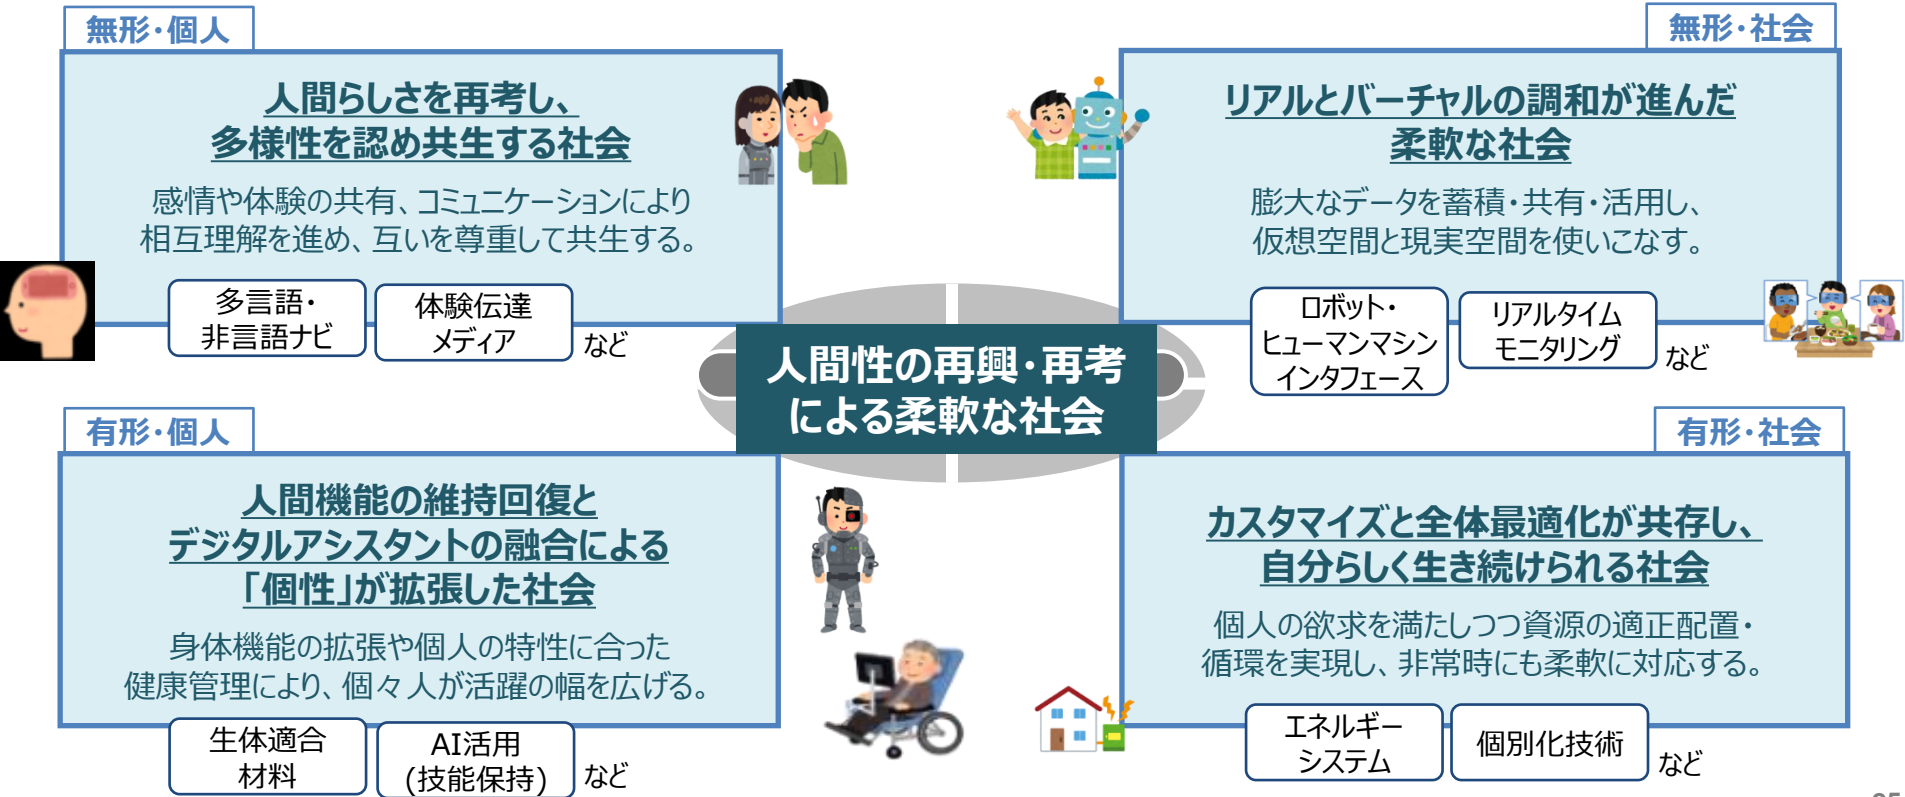 無形・個人
人間らしさを再考し、
多様性を認め共生する社会
感情や体験の共有、コミュニケーションにより
相互理解を進め、互いを尊重して共生する。
多言語・
非言語ナビ
体験伝達
メディア
など
無形・社会
リアルとバーチャルの調和が進んだ
柔軟な社会
膨大なデータを蓄積・共有・活用し、
仮想空間と現実空間を使いこなす。
ロボット・
ヒューマンマシン
インタフェース
リアルタイム
モニタリング
など
人間性の再興・再考
による柔軟な社会
有形・個人
人間機能の維持回復と
デジタルアシスタントの融合による
「個性」が拡張した社会
身体機能の拡張や個人の特性に合った
健康管理により、個々人が活躍の幅を広げる。
生体適合
材料
AI活用
(技能保持)
など
有形・社会
カスタマイズと全体最適化が共存し、
自分らしく生き続けられる社会
個人の欲求を満たしつつ資源の適正配置・
循環を実現し、非常時にも柔軟に対応する。
エネルギー
システム
個別化技術
など